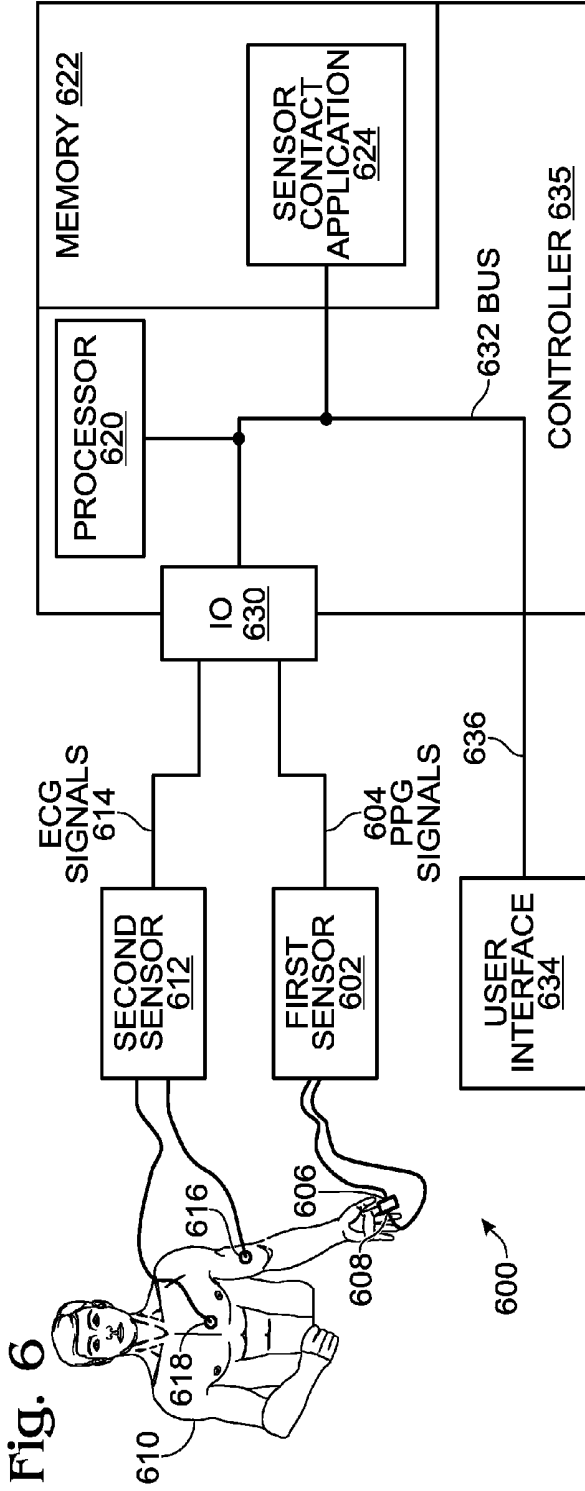 Fig. 6
610
618
616
606
608
600
SECOND
SENSOR
612
FIRST
SENSOR
602
USER
INTERFACE
634
ECG
SIGNALS
614
604
PPG
SIGNALS
636
IO
630
PROCESSOR
620
MEMORY 622
SENSOR
CONTACT
APPLICATION
624
632 BUS
CONTROLLER 635